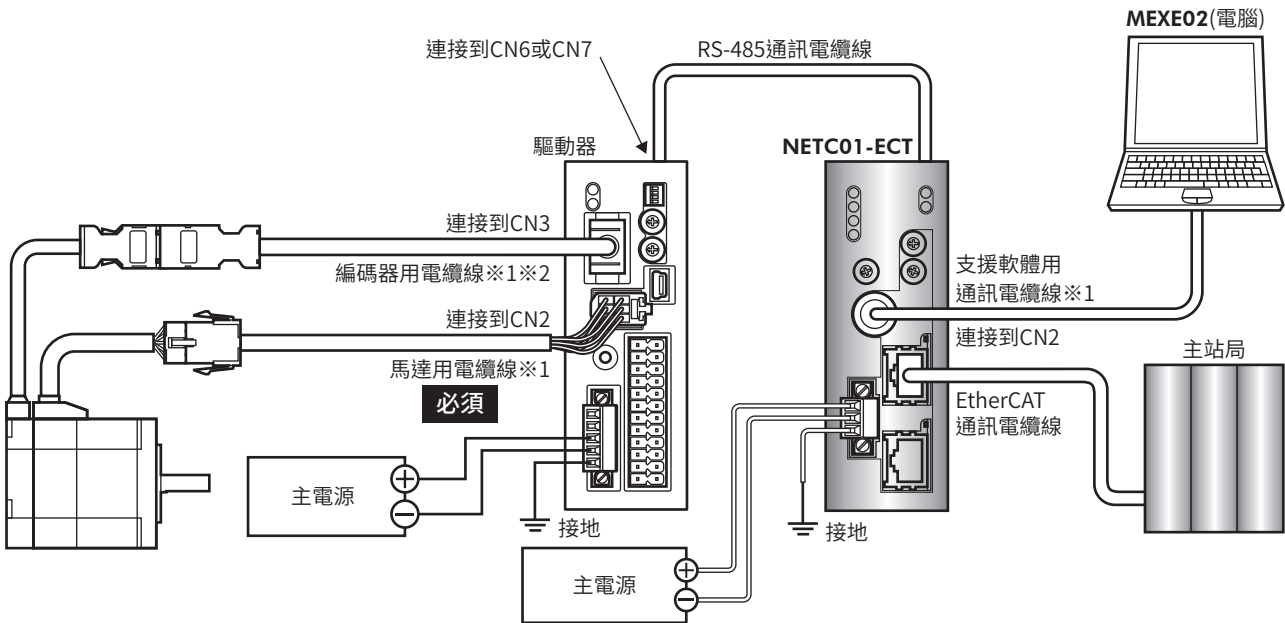 MEXE02(電腦)
連接到CN6或CN7
RS-485通訊電纜線
驅動器
NETC01-ECT
連接到CN3
編碼器用電纜線※1※2
支援軟體用
通訊電纜線※1
連接到CN2
連接到CN2
馬達用電纜線※1
必須
主站局
EtherCAT
通訊電纜線
主電源
接地
接地
主電源